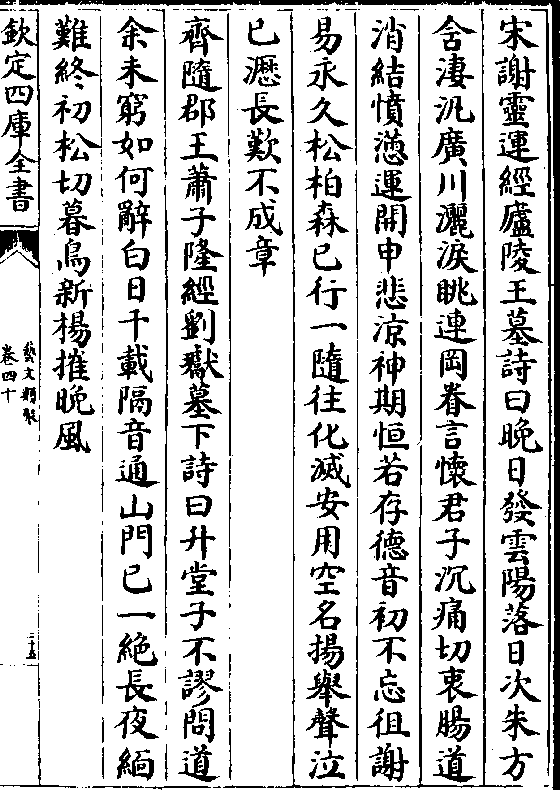 宋謝靈運經廬陵王墓詩曰晚日發雲陽落日次朱方
含淒汎廣川灑淚眺連岡眷言懷君子沉痛切衷腸道
消結憤懣運開申悲涼神期恒若存德音初不忘徂謝
易永久松柏森已行一隨往化滅安用空名揚舉聲泣
已瀝長歎不成章
齊隨郡王蕭子隆經劉瓛墓下詩曰升堂子不謬問道
余未窮如何辭白日千載隔音通山門已一絶長夜緬
難終初松切暮鳥新楊摧晚風
欽定四庫全書
藝文類聚
卷四十
二十五